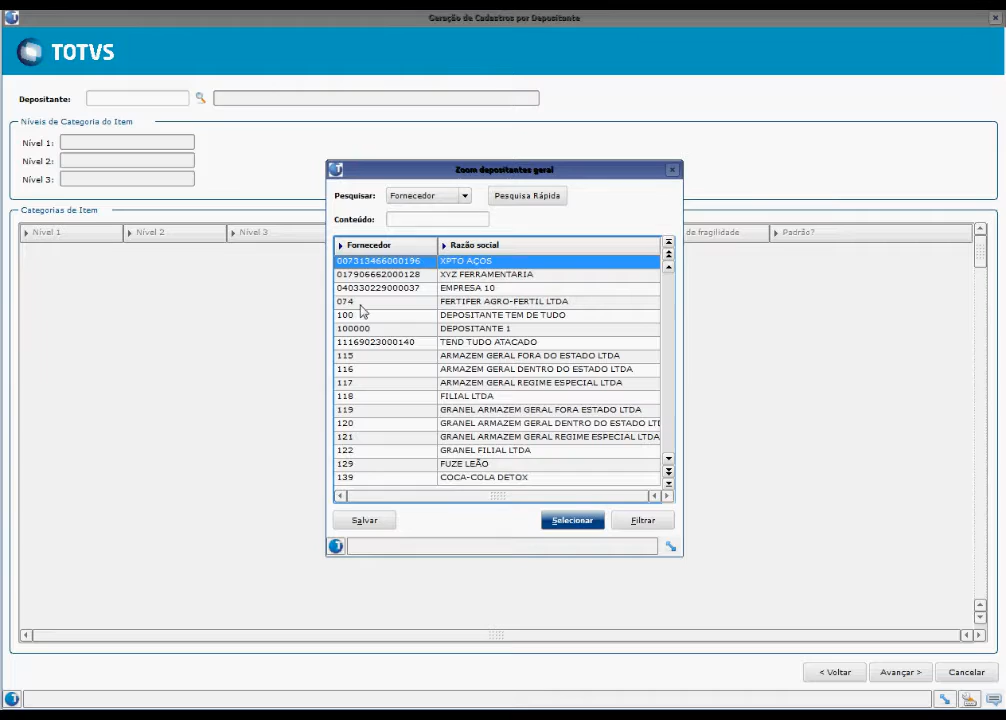 Geração de Cadastros por Depositante
TOTVS
Depositante:
Níveis de Categoria do Item
Nível 1:
Nível 2:
Nível 3:
Categorias de Item
Nível 1 Nível 2 Nível 3 de fragilidade Padrão?
Zoom depositantes geral
Pesquisar: Fornecedor Pesquisa Rápida
Conteúdo:
Fornecedor Razão social
007313466000196 XPTO AÇOS
017906662000128 XYZ FERRAMENTARIA
040330229000037 EMPRESA 10
074 FERTIFER AGRO-FERTIL LTDA
100 DEPOSITANTE TEM DE TUDO
100000 DEPOSITANTE 1
11169023000140 TEND TUDO ATACADO
115 ARMAZEM GERAL FORA DO ESTADO LTDA
116 ARMAZEM GERAL DENTRO DO ESTADO LTDA
117 ARMAZEM GERAL REGIME ESPECIAL LTDA
118 FILIAL LTDA
119 GRANEL ARMAZEM GERAL FORA ESTADO LTDA
120 GRANEL ARMAZEM GERAL DENTRO DO ESTADO LT
121 GRANEL ARMAZEM GERAL REGIME ESPECIAL LTDA
122 GRANEL FILIAL LTDA
129 FUZE LEÃO
139 COCA-COLA DETOX
Salvar Selecionar Filtrar
< Voltar Avançar > Cancelar